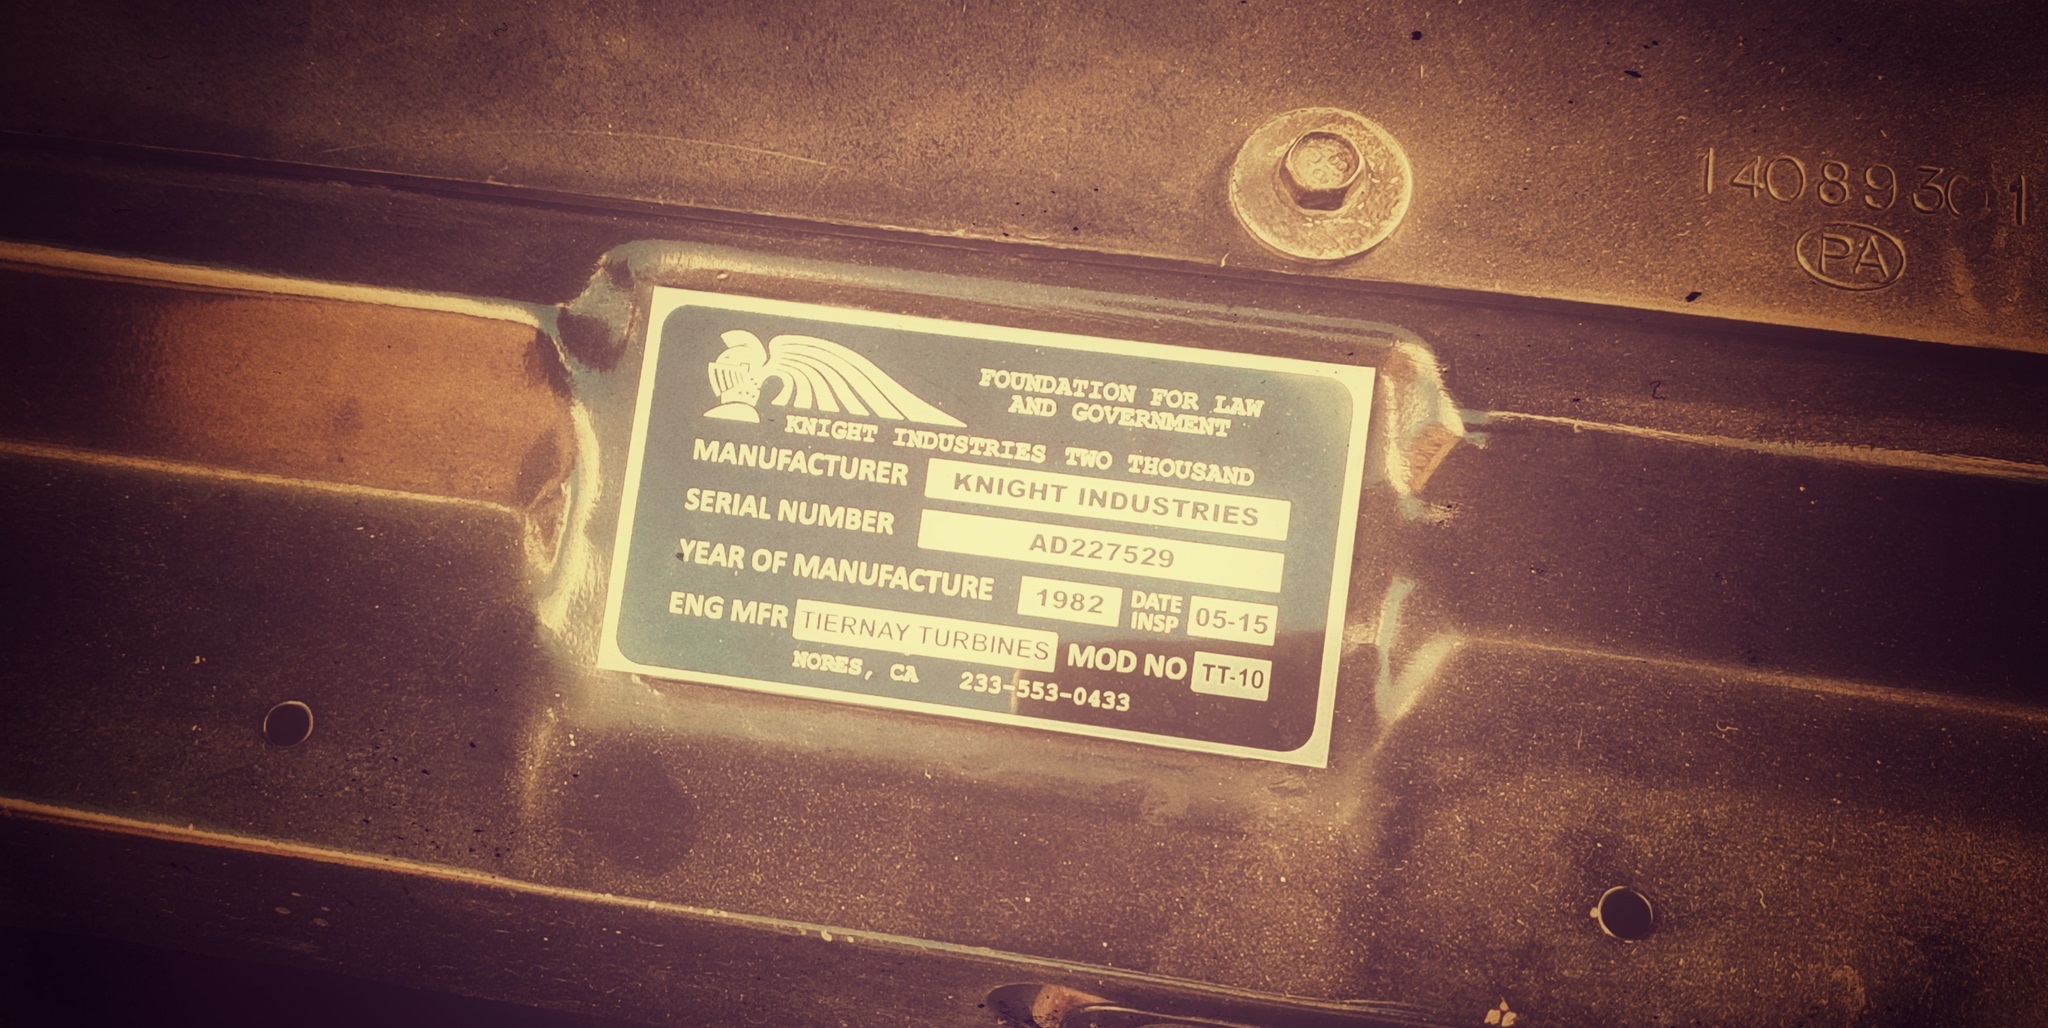 14089301
PA
FOUNDATION FOR LAW
AND GOVERNMENT
KNIGHT INDUSTRIES TWO THOUSAND
MANUFACTURER KNIGHT INDUSTRIES
SERIAL NUMBER AD227529
YEAR OF MANUFACTURE 1982 DATE INSP 05-15
ENG MFR TIERNAY TURBINES MOD NO TT-10
NORES, CA 233-553-0433